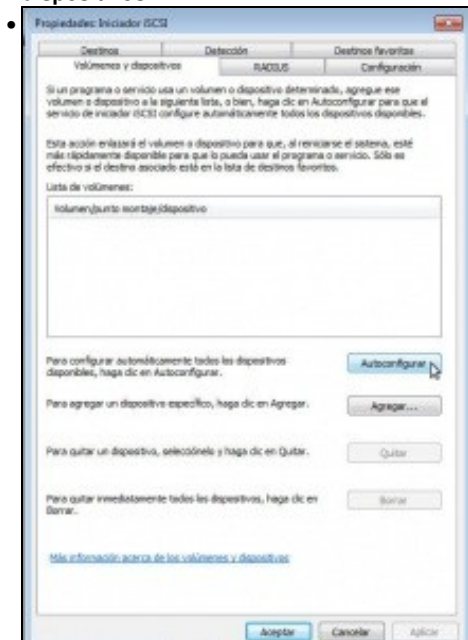 Propiedades: Iniciador iSCSI
Destinos Detección Destinos favoritos
Volúmenes y dispositivos RADIUS Configuración
Si un programa o servicio usa un volumen o dispositivo determinado, agregue ese
volumen o dispositivo a la siguiente lista, o bien, haga clic en Autoconfigurar para que el
servicio de iniciador iSCSI configure automáticamente todos los dispositivos disponibles.
Esta acción enlazará el volumen o dispositivo para que, al reiniciarse el sistema, esté
más rápidamente disponible para que lo pueda usar el programa o servicio. Sólo es
efectivo si el destino asociado está en la lista de destinos favoritos.
Lista de volúmenes:
Volumen/punto montaje/dispositivo
Para configurar automáticamente todos los dispositivos
disponibles, haga clic en Autoconfigurar.
Autoconfigurar
Para agregar un dispositivo específico, haga clic en Agregar.
Agregar...
Para quitar un dispositivo, selecciónelo y haga clic en Quitar.
Quitar
Para quitar inmediatamente todos los dispositivos, haga clic en
Borrar.
Borrar
Más información acerca de los volúmenes y dispositivos
Aceptar Cancelar Aplicar